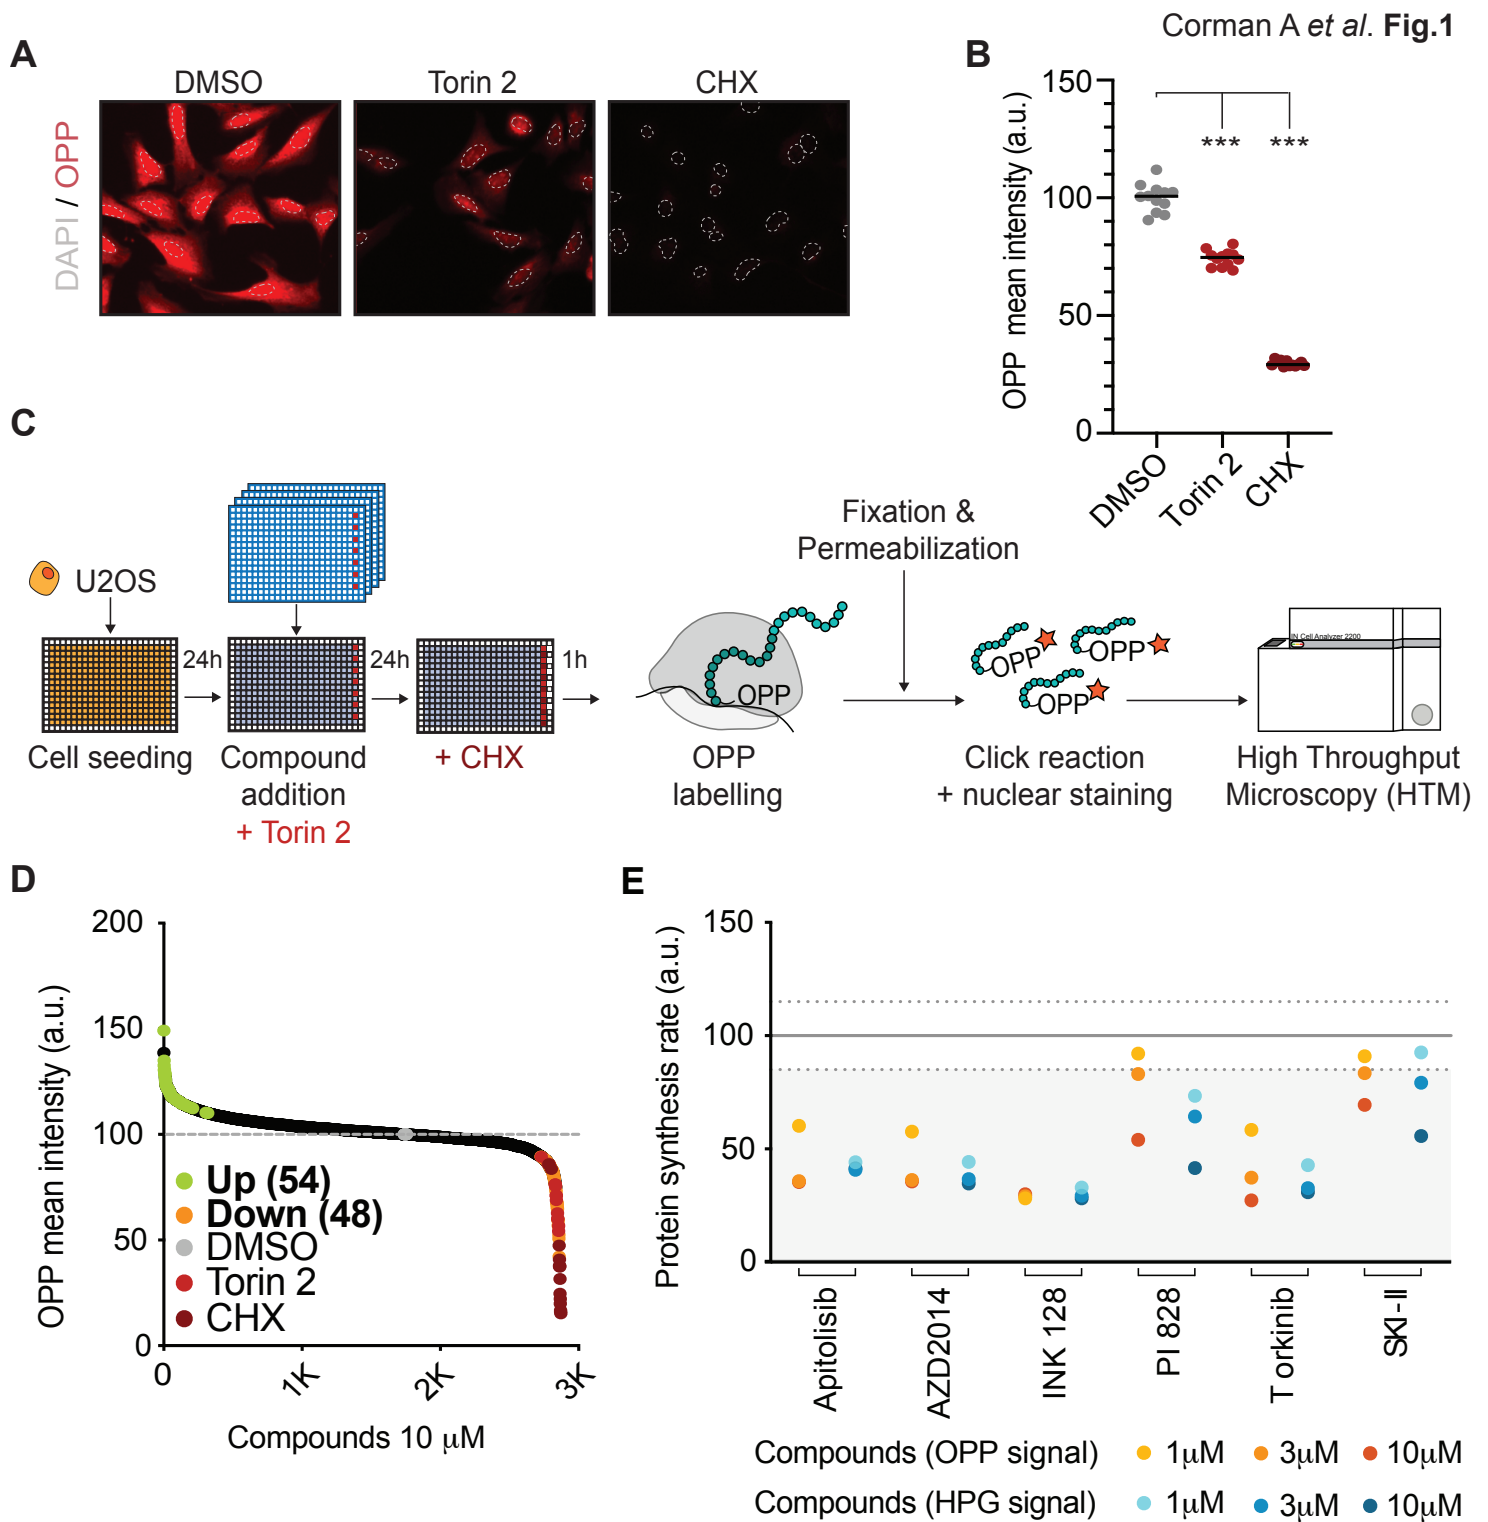 Corman A et al. Fig.1
A
DMSO
Torin 2
CHX
DAPI / OPP
B
OPP mean intensity (a.u.)
150
100
50
0
***
***
DMSO
Torin 2
CHX
C
U2OS
24h
24h
1h
Cell seeding
Compound
addition
+ Torin 2
+ CHX
OPP
OPP
labelling
Fixation &
Permeabilization
OPP
OPP
OPP
Click reaction
+ nuclear staining
IN Cell Analyzer 2200
High Throughput
Microscopy (HTM)
D
OPP mean intensity (a.u.)
200
150
100
50
0
Up (54)
Down (48)
DMSO
Torin 2
CHX
0
1K
2K
3K
Compounds 10 µM
E
Protein synthesis rate (a.u.)
150
100
50
0
Apitolisib
AZD2014
INK 128
PI 828
Torkinib
SKI-II
Compounds (OPP signal)
1µM
3µM
10µM
Compounds (HPG signal)
1µM
3µM
10µM